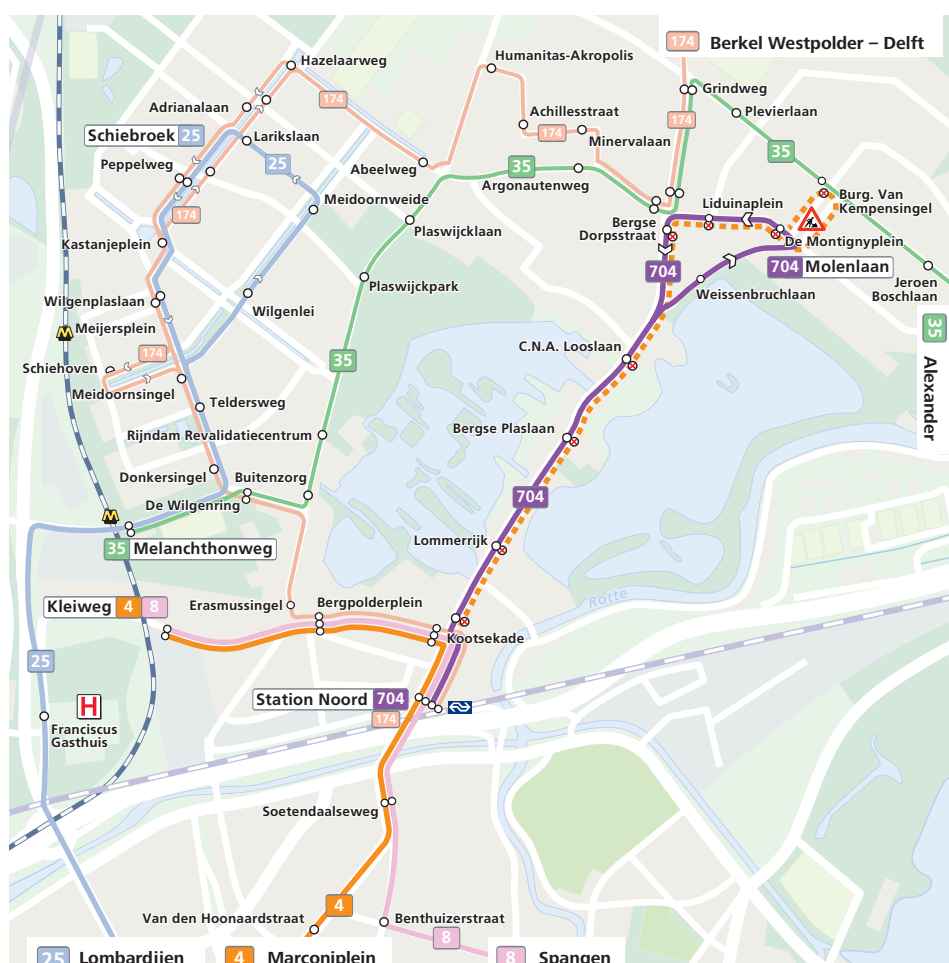 174 Berkel Westpolder – Delft
Hazelaarweg
Humanitas-Akropolis
174
Grindweg
Adrianalaan
Achillesstraat
Plevierlaan
174
174
Schiebroek 25
Larikslaan
Minervalaan
35
Peppelweg
25
Abeelweg
35
Argonautenweg
Burg. Van
Kempensingel
Meidoornweide
Liduinaplein
174
Plaswijcklaan
Bergse
Dorpsstraat
De Montignyplein
Kastanjeplein
704
704 Molenlaan
Plaswijckpark
Weissenbruchlaan
Jeroen
Boschlaan
Wilgenplaslaan
Wilgenlei
M Meijersplein
35 Alexander
174
C.N.A. Looslaan
Schiehoven
35
Meidoornsingel
Teldersweg
Bergse Plaslaan
Rijndam Revalidatiecentrum
Donkersingel
Buitenzorg
704
De Wilgenring
M
Lommerrijk
35 Melanchthonweg
Rotte
Kleiweg 4 8
Erasmussingel
Bergpolderplein
Kootsekade
25
Station Noord 704
174
H
Franciscus
Gasthuis
Soetendaalseweg
4
Van den Hoonaardstraat
Benthuizerstraat
8
25 Lombardijen
4 Marconiplein
8 Spangen